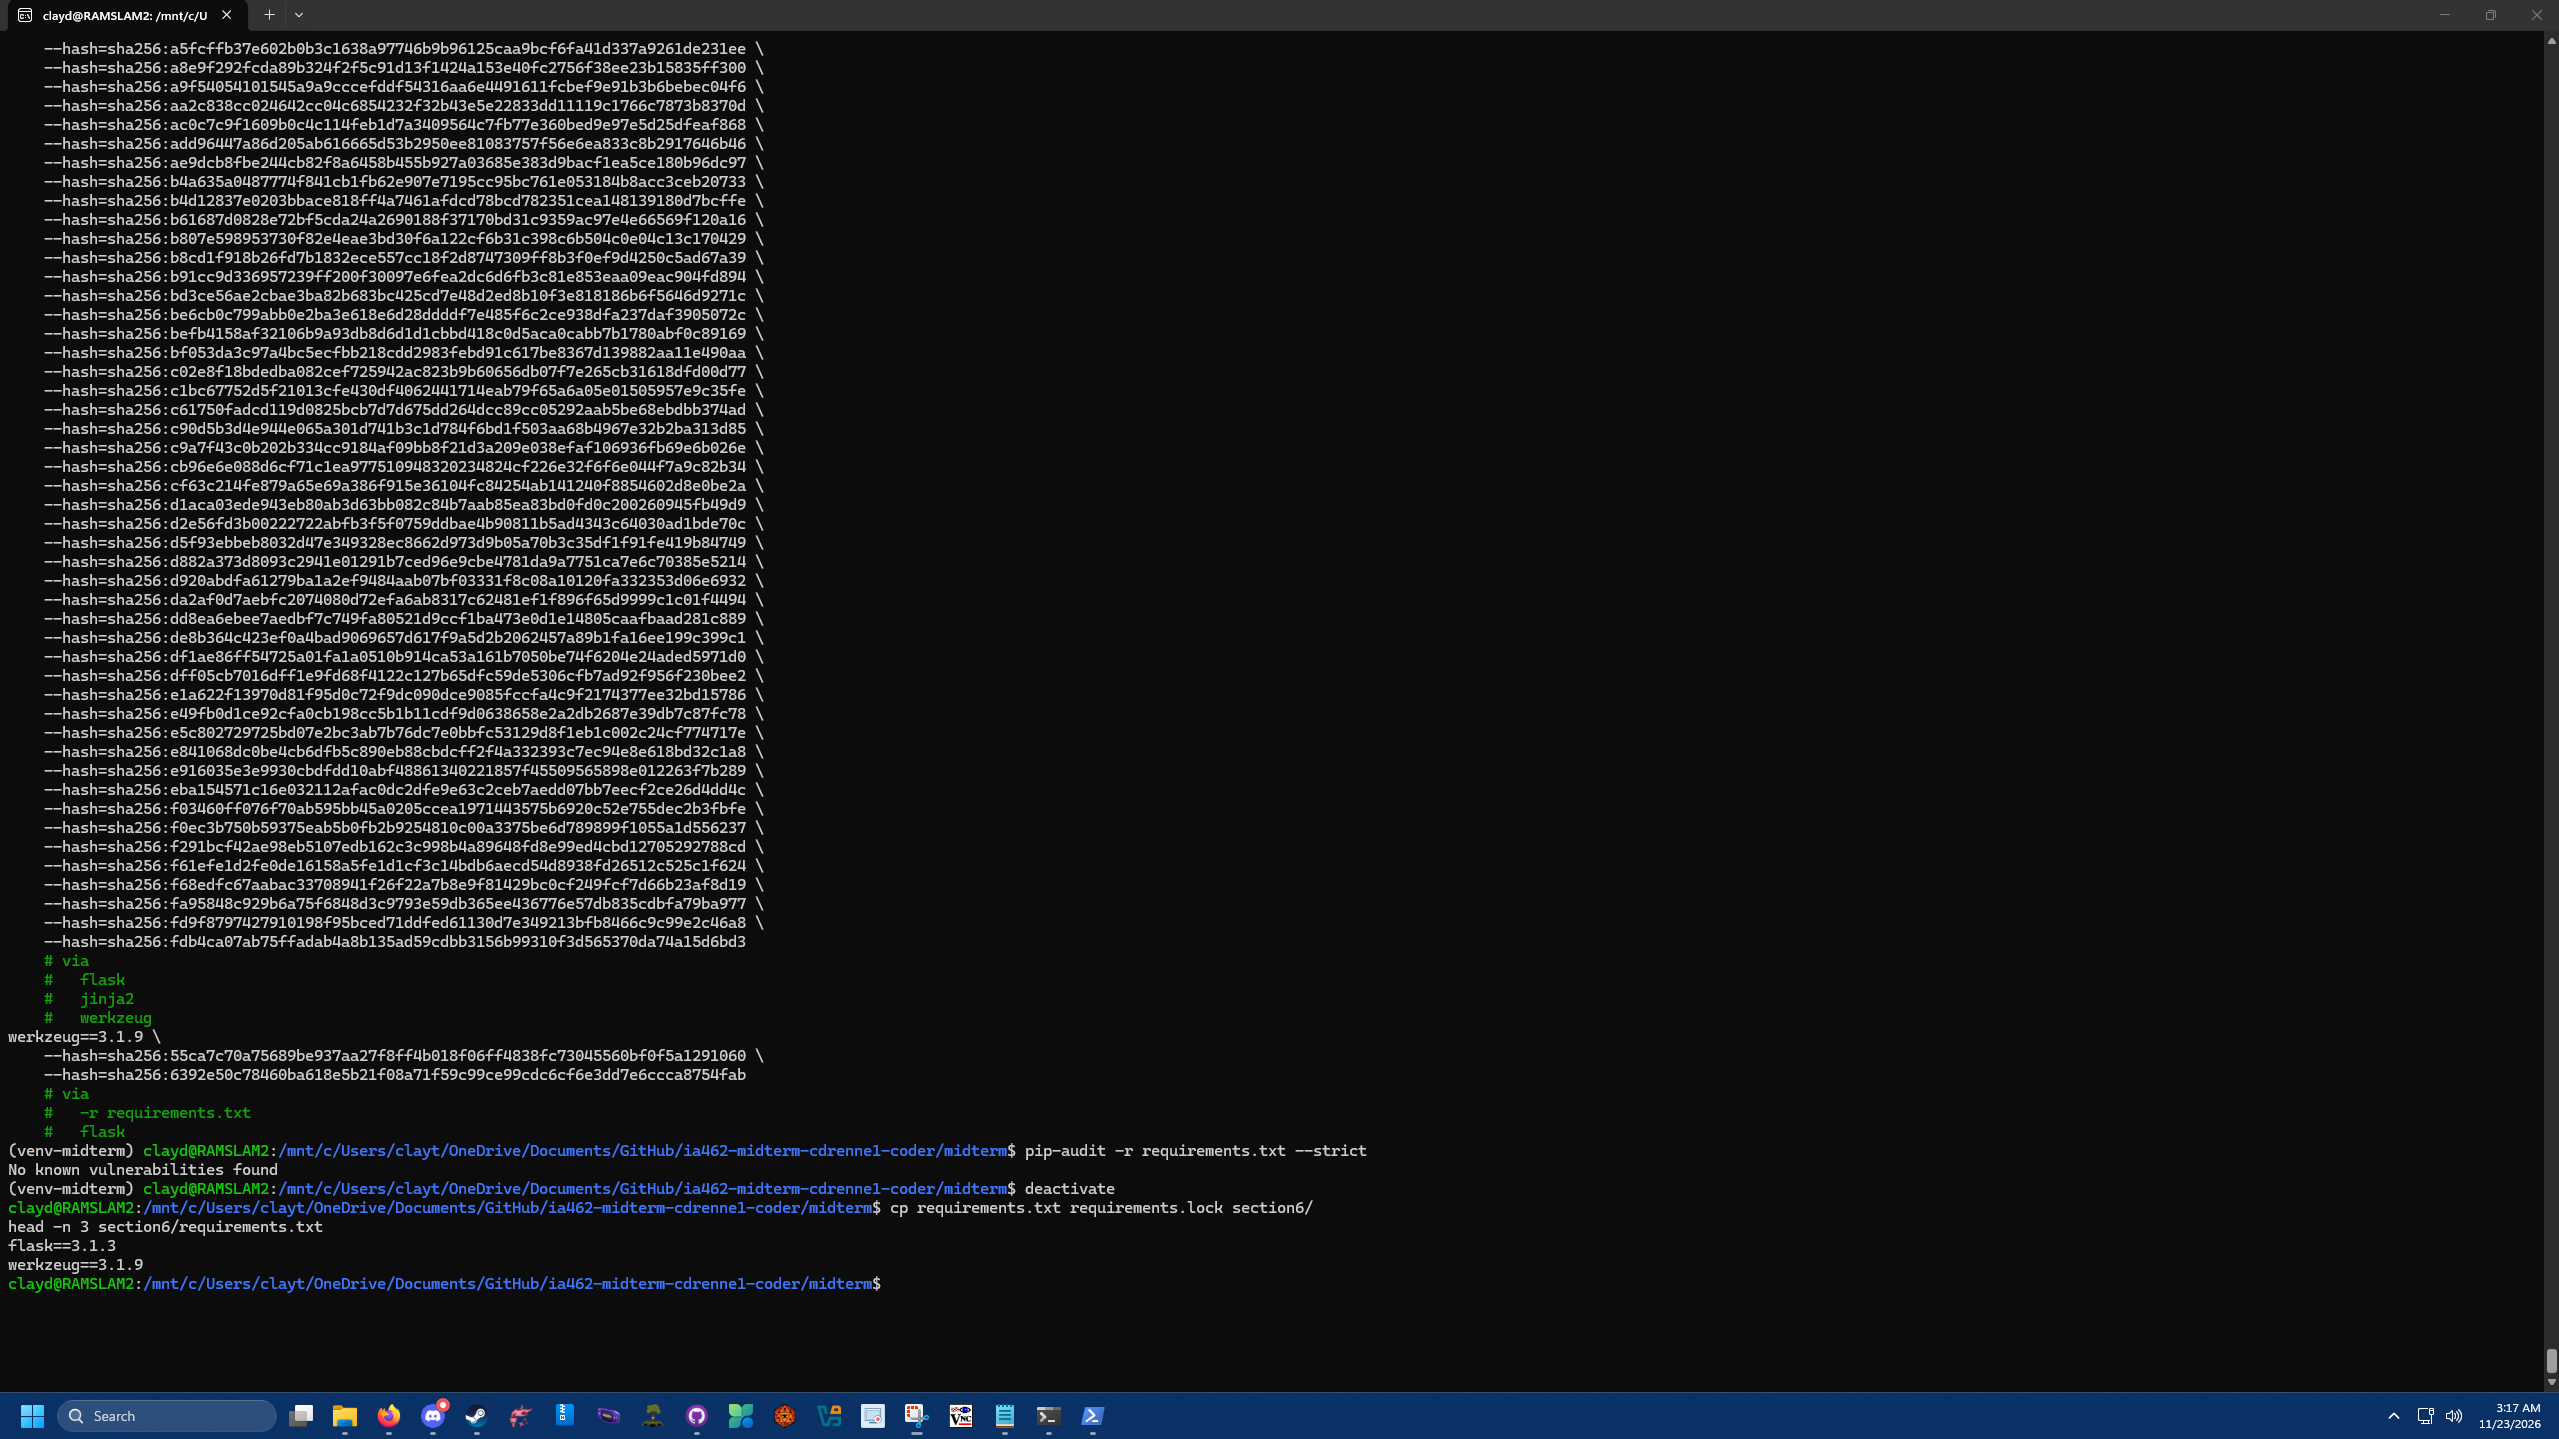 clayd@RAMSLAM2: /mnt/c/U
--hash=sha256:a5fcffb37e602b0b3c1638a97746b9b96125caa9bcf6fa41d337a9261de231ee \
--hash=sha256:a8e9f292fcda89b324f2f5c91d13f1424a153e40fc2756f38ee23b15835ff300 \
--hash=sha256:a9f54054101545a9a9cccefddf54316aa6e4491611fcbef9e91b3b6bebec04f6 \
--hash=sha256:aa2c838cc024642cc04c6854232f32b43e5e22833dd11119c1766c7873b8370d \
--hash=sha256:ac0c7c9f1609b0c4c114feb1d7a3409564c7fb77e360bed9e97e5d25dfeaf868 \
--hash=sha256:add96447a86d205ab616665d53b2950ee81083757f56e6ea833c8b2917646b46 \
--hash=sha256:ae9dcb8fbe244cb82f8a6458b455b927a03685e383d9bacf1ea5ce180b96dc97 \
--hash=sha256:b4a635a0487774f841cb1fb62e907e7195cc95bc761e053184b8acc3ceb20733 \
--hash=sha256:b4d12837e0203bbace818ff4a7461afdcd78bcd782351cea148139180d7bcffe \
--hash=sha256:b61687d0828e72bf5cda24a2690188f37170bd31c9359ac97e4e66569f120a16 \
--hash=sha256:b807e598953730f82e4eae3bd30f6a122cf6b31c398c6b504c0e04c13c170429 \
--hash=sha256:b8cd1f918b26fd7b1832ece557cc18f2d8747309ff8b3f0ef9d4250c5ad67a39 \
--hash=sha256:b91cc9d336957239ff200f30097e6fea2dc6d6fb3c81e853eaa09eac904fd894 \
--hash=sha256:bd3ce56ae2cbae3ba82b683bc425cd7e48d2ed8b10f3e818186b6f5646d9271c \
--hash=sha256:be6cb0c799abb0e2ba3e618e6d28ddddf7e485f6c2ce938dfa237daf3905072c \
--hash=sha256:befb4158af32106b9a93db8d6d1d1cbbd418c0d5aca0cabb7b1780abf0c89169 \
--hash=sha256:bf053da3c97a4bc5ecfbb218cdd2983febd91c617be8367d139882aa11e490aa \
--hash=sha256:c02e8f18bdedba082cef725942ac823b9b60656db07f7e265cb31618dfd00d77 \
--hash=sha256:c1bc67752d5f21013cfe430df4062441714eab79f65a6a05e01505957e9c35fe \
--hash=sha256:c61750fadcd119d0825bcb7d7d675dd264dcc89cc05292aab5be68ebdbb374ad \
--hash=sha256:c90d5b3d4e944e065a301d741b3c1d784f6bd1f503aa68b4967e32b2ba313d85 \
--hash=sha256:c9a7f43c0b202b334cc9184af09bb8f21d3a209e038efaf106936fb69e6b026e \
--hash=sha256:cb96e6e088d6cf71c1ea977510948320234824cf226e32f6f6e044f7a9c82b34 \
--hash=sha256:cf63c214fe879a65e69a386f915e36104fc84254ab141240f8854602d8e0be2a \
--hash=sha256:d1aca03ede943eb80ab3d63bb082c84b7aab85ea83bd0fd0c200260945fb49d9 \
--hash=sha256:d2e56fd3b00222722abfb3f5f0759ddbae4b90811b5ad4343c64030ad1bde70c \
--hash=sha256:d5f93ebbeb8032d47e349328ec8662d973d9b05a70b3c35df1f91fe419b84749 \
--hash=sha256:d882a373d8093c2941e01291b7ced96e9cbe4781da9a7751ca7e6c70385e5214 \
--hash=sha256:d920abdfa61279ba1a2ef9484aab07bf03331f8c08a10120fa332353d06e6932 \
--hash=sha256:da2af0d7aebfc2074080d72efa6ab8317c62481ef1f896f65d9999c1c01f4494 \
--hash=sha256:dd8ea6ebee7aedbf7c749fa80521d9ccf1ba473e0d1e14805caafbaad281c889 \
--hash=sha256:de8b364c423ef0a4bad9069657d617f9a5d2b2062457a89b1fa16ee199c399c1 \
--hash=sha256:df1ae86ff54725a01fa1a0510b914ca53a161b7050be74f6204e24aded5971d0 \
--hash=sha256:dff05cb7016dff1e9fd68f4122c127b65dfc59de5306cfb7ad92f956f230bee2 \
--hash=sha256:e1a622f13970d81f95d0c72f9dc090dce9085fccfa4c9f2174377ee32bd15786 \
--hash=sha256:e49fb0d1ce92cfa0cb198cc5b1b11cdf9d0638658e2a2db2687e39db7c87fc78 \
--hash=sha256:e5c802729725bd07e2bc3ab7b76dc7e0bbfc53129d8f1eb1c002c24cf774717e \
--hash=sha256:e841068dc0be4cb6dfb5c890eb88cbdcff2f4a332393c7ec94e8e618bd32c1a8 \
--hash=sha256:e916035e3e9930cbdfdd10abf48861340221857f45509565898e012263f7b289 \
--hash=sha256:eba154571c16e032112afac0dc2dfe9e63c2ceb7aedd07bb7eecf2ce26d4dd4c \
--hash=sha256:f03460ff076f70ab595bb45a0205ccea1971443575b6920c52e755dec2b3fbfe \
--hash=sha256:f0ec3b750b59375eab5b0fb2b9254810c00a3375be6d789899f1055a1d556237 \
--hash=sha256:f291bcf42ae98eb5107edb162c3c998b4a89648fd8e99ed4cbd12705292788cd \
--hash=sha256:f61efe1d2fe0de16158a5fe1d1cf3c14bdb6aecd54d8938fd26512c525c1f624 \
--hash=sha256:f68edfc67aabac33708941f26f22a7b8e9f81429bc0cf249fcf7d66b23af8d19 \
--hash=sha256:fa95848c929b6a75f6848d3c9793e59db365ee436776e57db835cdbfa79ba977 \
--hash=sha256:fd9f8797427910198f95bced71ddfed61130d7e349213bfb8466c9c99e2c46a8 \
--hash=sha256:fdb4ca07ab75ffadab4a8b135ad59cdbb3156b99310f3d565370da74a15d6bd3
# via
#   flask
#   jinja2
#   werkzeug
werkzeug==3.1.9 \
--hash=sha256:55ca7c70a75689be937aa27f8ff4b018f06ff4838fc73045560bf0f5a1291060 \
--hash=sha256:6392e50c78460ba618e5b21f08a71f59c99ce99cdc6cf6e3dd7e6ccca8754fab
# via
#   -r requirements.txt
#   flask
(venv-midterm) clayd@RAMSLAM2:/mnt/c/Users/clayt/OneDrive/Documents/GitHub/ia462-midterm-cdrenne1-coder/midterm$ pip-audit -r requirements.txt --strict
No known vulnerabilities found
(venv-midterm) clayd@RAMSLAM2:/mnt/c/Users/clayt/OneDrive/Documents/GitHub/ia462-midterm-cdrenne1-coder/midterm$ deactivate
clayd@RAMSLAM2:/mnt/c/Users/clayt/OneDrive/Documents/GitHub/ia462-midterm-cdrenne1-coder/midterm$ cp requirements.txt requirements.lock section6/
head -n 3 section6/requirements.txt
flask==3.1.3
werkzeug==3.1.9
clayd@RAMSLAM2:/mnt/c/Users/clayt/OneDrive/Documents/GitHub/ia462-midterm-cdrenne1-coder/midterm$
Search
3:17 AM
11/23/2026